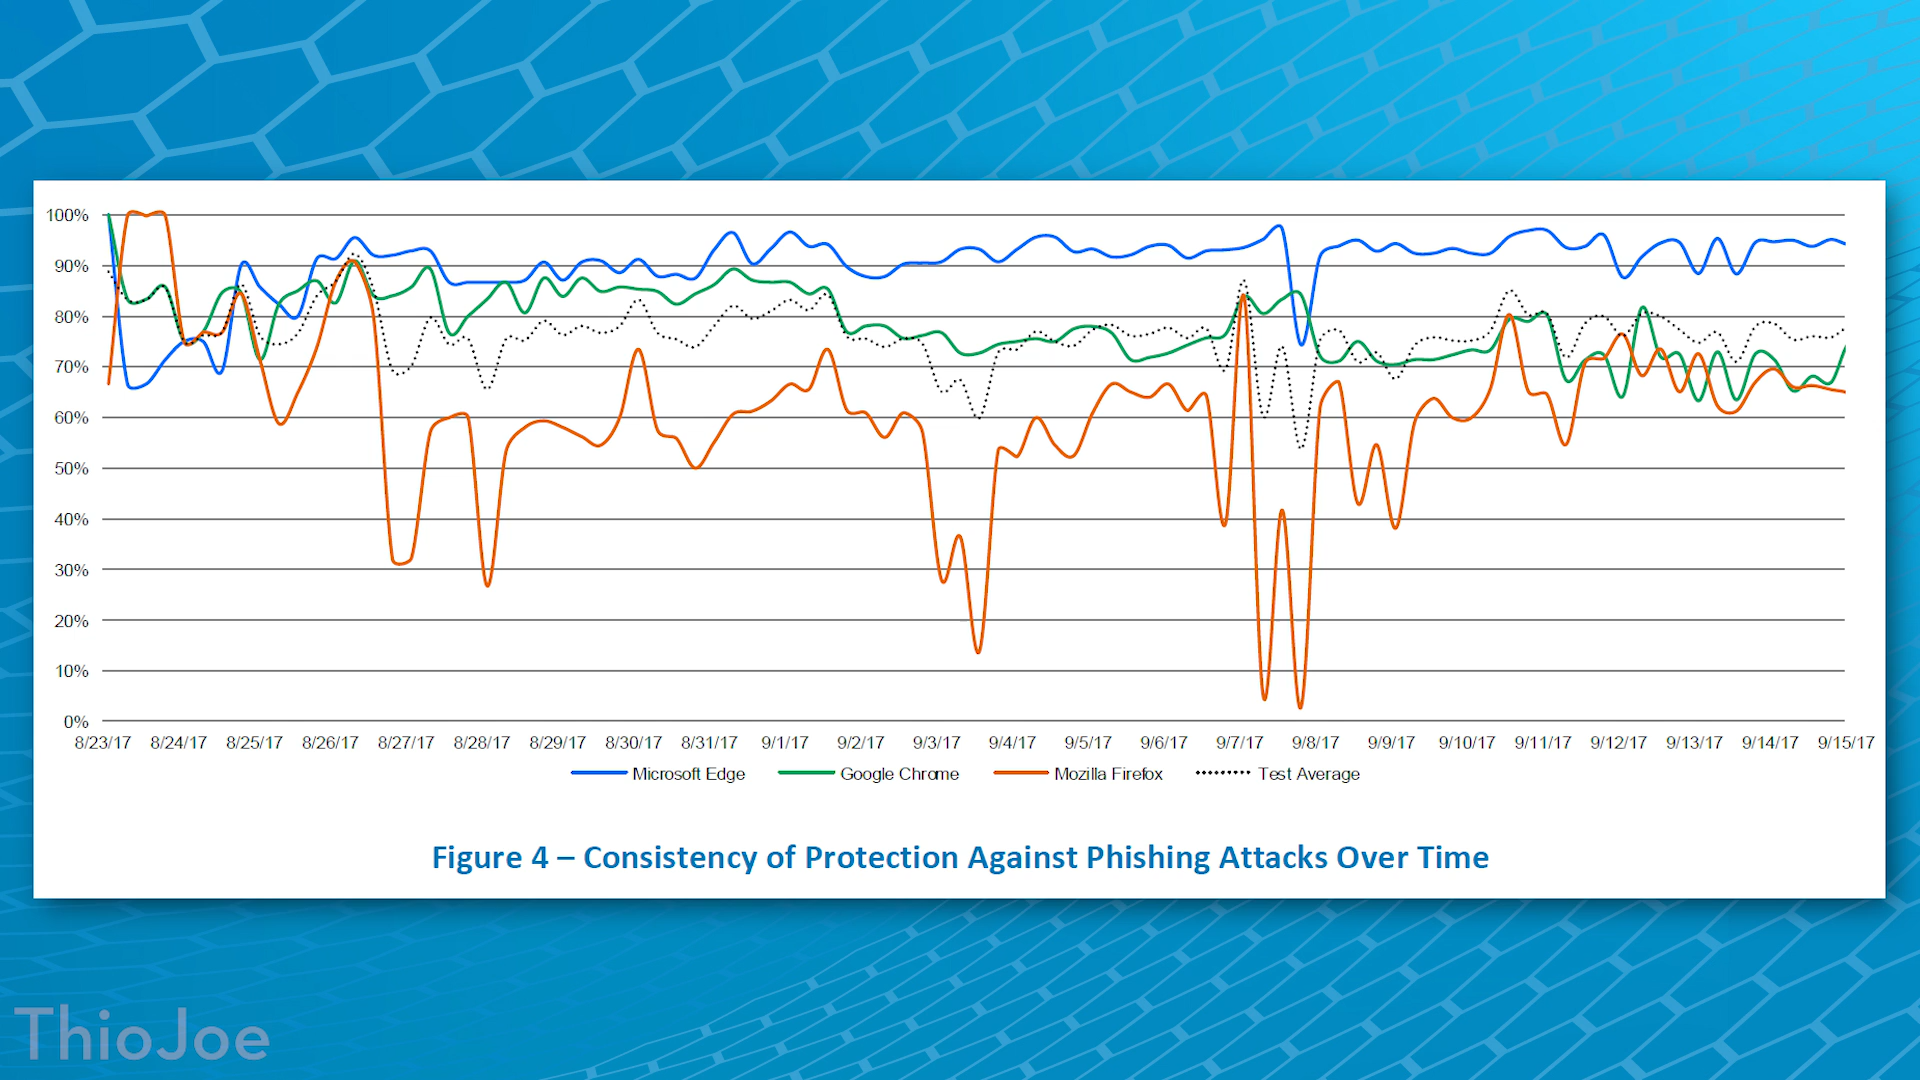 100%
90%
80%
70%
60%
50%
40%
30%
20%
10%
0%
8/23/17 8/24/17 8/25/17 8/26/17 8/27/17 8/28/17 8/29/17 8/30/17 8/31/17 9/1/17 9/2/17 9/3/17 9/4/17 9/5/17 9/6/17 9/7/17 9/8/17 9/9/17 9/10/17 9/11/17 9/12/17 9/13/17 9/14/17 9/15/17
Microsoft Edge Google Chrome Mozilla Firefox Test Average
Figure 4 – Consistency of Protection Against Phishing Attacks Over Time
ThioJoe